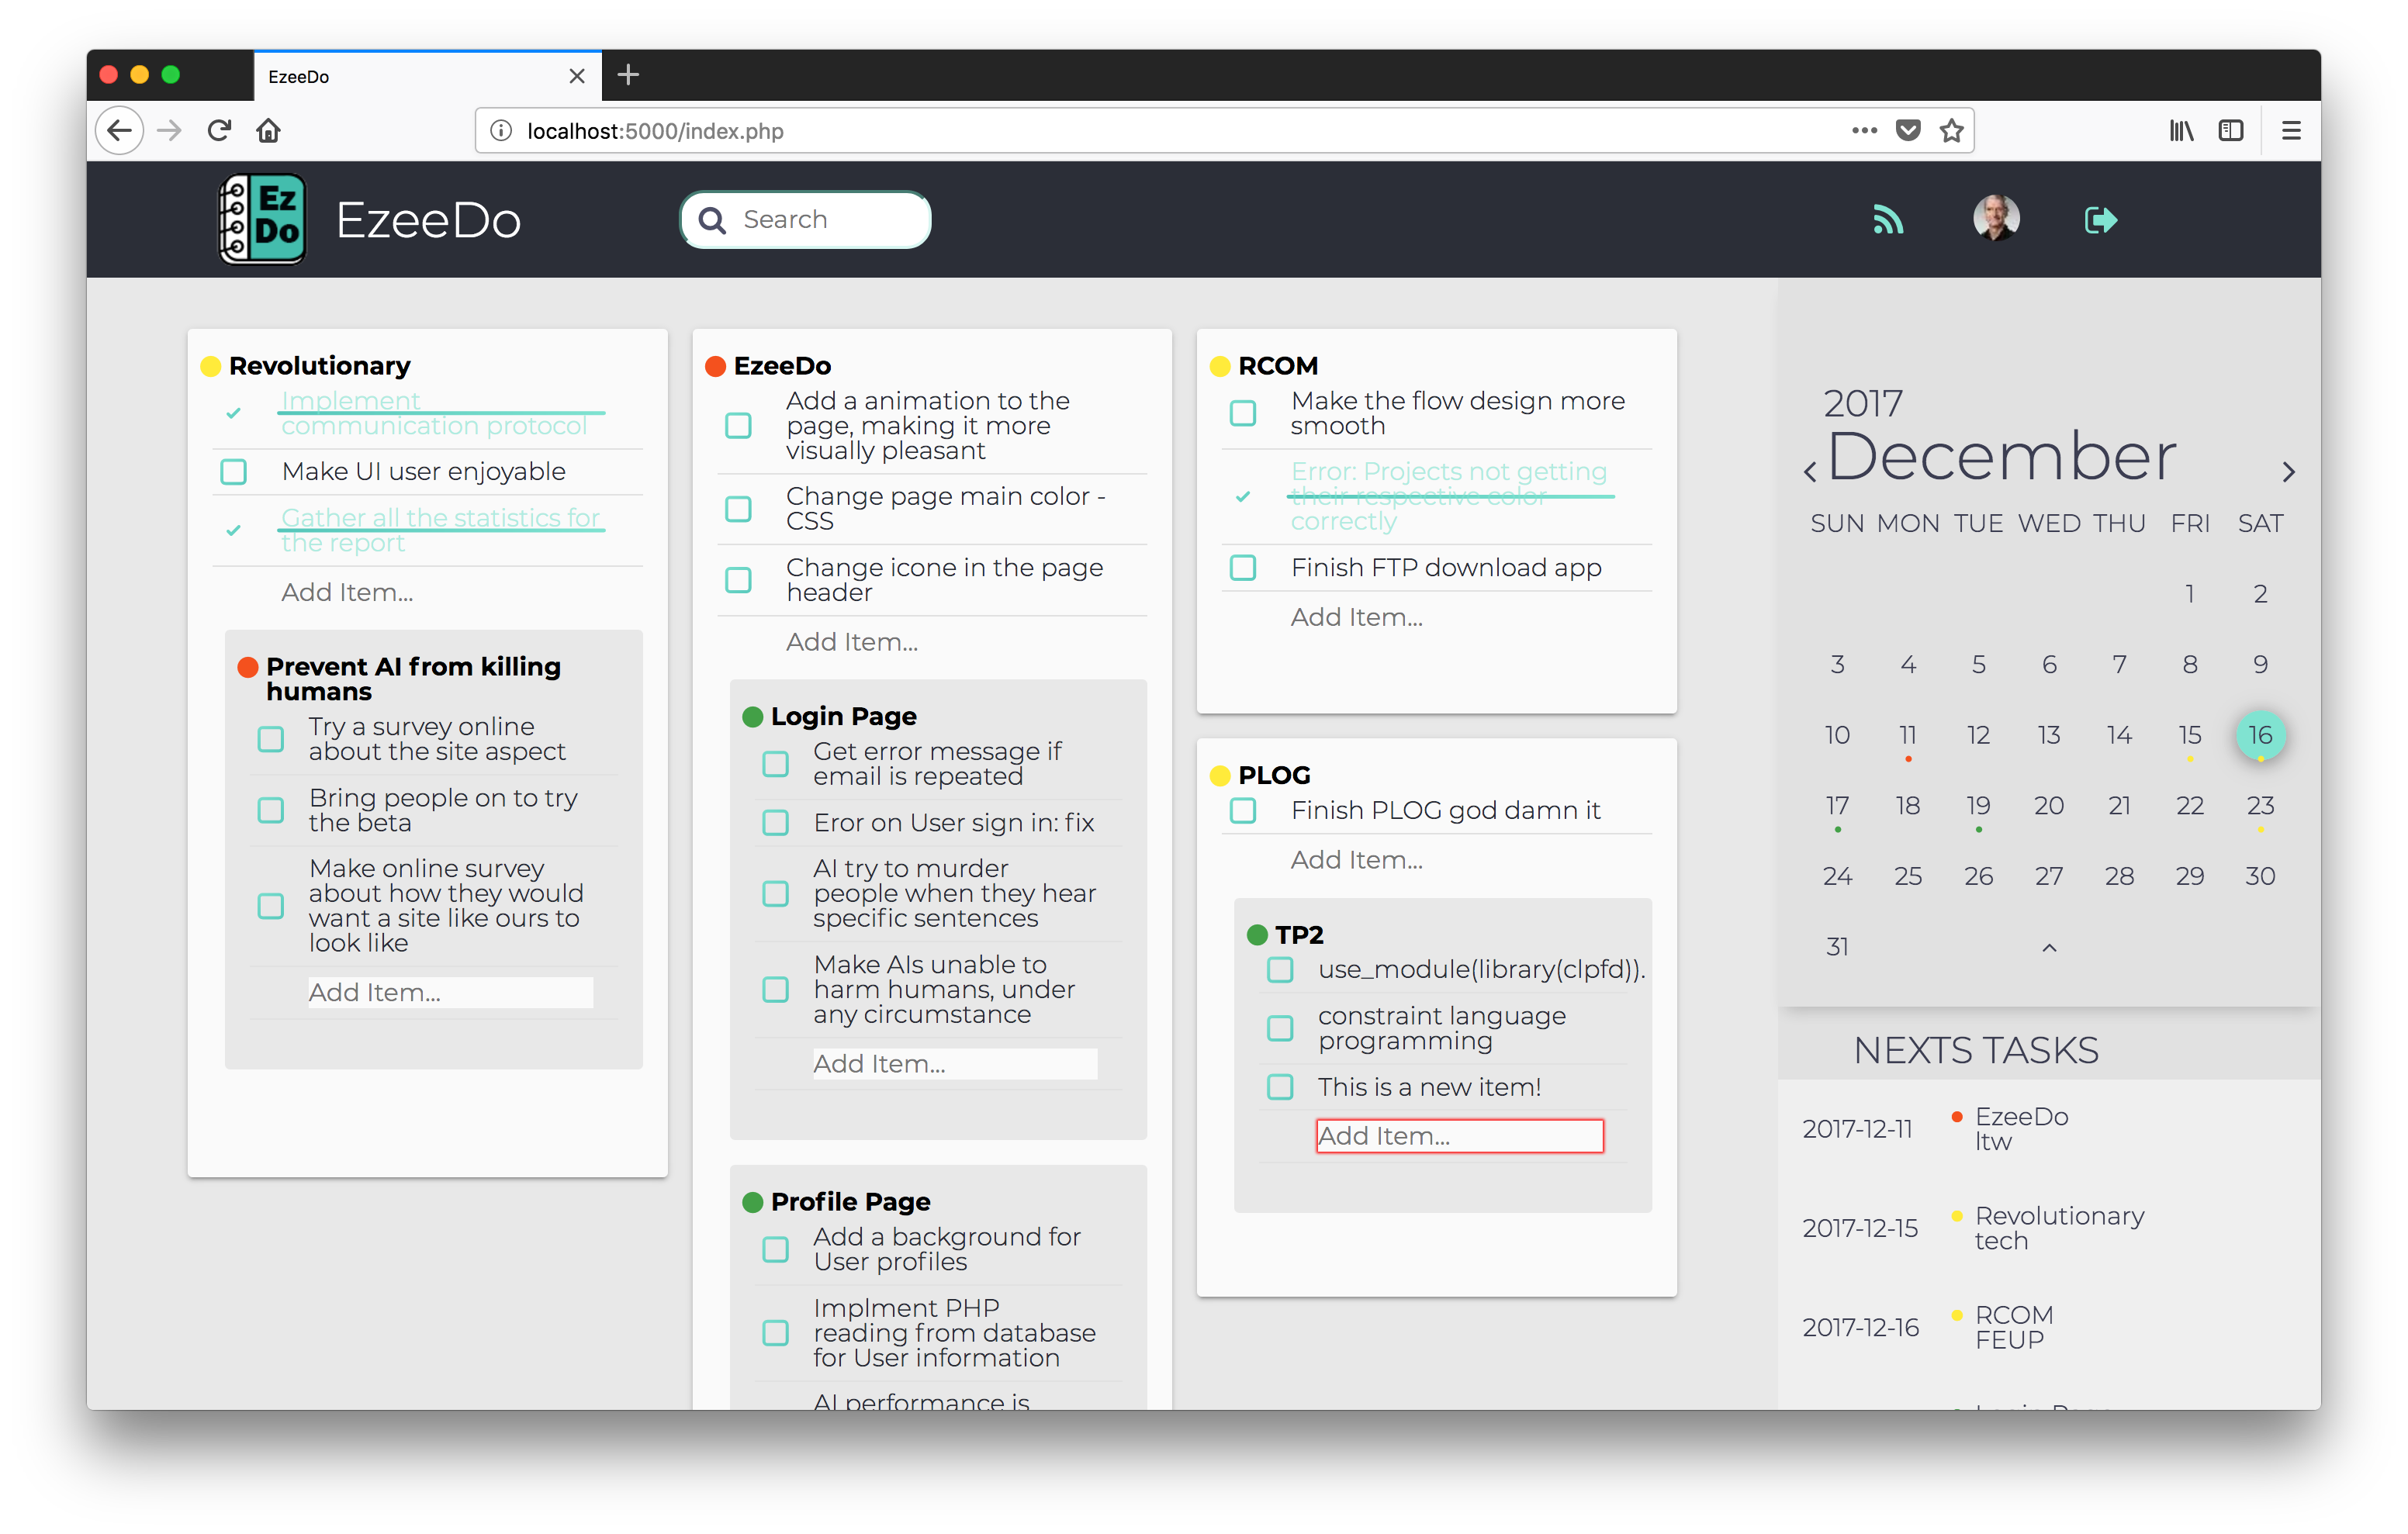 EzeeDo
localhost:5000/index.php
Ez
Do
EzeeDo
Search
Revolutionary
Implement
communication protocol
Make UI user enjoyable
Gather all the statistics for
the report
Add Item...
Prevent AI from killing
humans
Try a survey online
about the site aspect
Bring people on to try
the beta
Make online survey
about how they would
want a site like ours to
look like
Add Item...
EzeeDo
Add a animation to the
page, making it more
visually pleasant
Change page main color -
CSS
Change icone in the page
header
Add Item...
Login Page
Get error message if
email is repeated
Eror on User sign in: fix
AI try to murder
people when they hear
specific sentences
Make AIs unable to
harm humans, under
any circumstance
Add Item...
Profile Page
Add a background for
User profiles
Implment PHP
reading from database
for User information
AI performance is
RCOM
Make the flow design more
smooth
Error: Projects not getting
their respective color
correctly
Finish FTP download app
Add Item...
PLOG
Finish PLOG god damn it
Add Item...
TP2
use_module(library(clpfd)).
constraint language
programming
This is a new item!
Add Item...
2017
December
SUN MON TUE WED THU FRI SAT
1 2
3 4 5 6 7 8 9
10 11 12 13 14 15 16
17 18 19 20 21 22 23
24 25 26 27 28 29 30
31
NEXTS TASKS
2017-12-11
EzeeDo
ltw
2017-12-15
Revolutionary
tech
2017-12-16
RCOM
FEUP